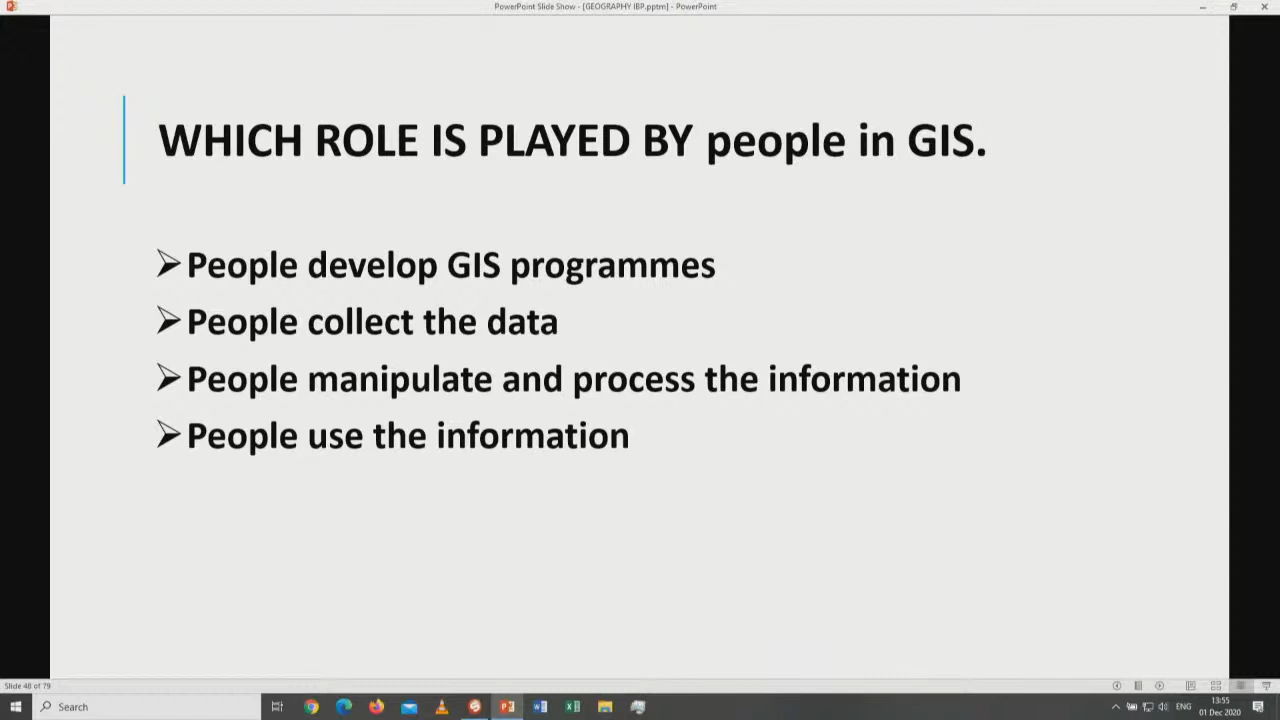 PowerPoint Slide Show - [GEOGRAPHY IBP.pptm] - PowerPoint
WHICH ROLE IS PLAYED BY people in GIS.
People develop GIS programmes
People collect the data
People manipulate and process the information
People use the information
Slide 48 of 79
Search
ENG
13:55
01 Dec 2020